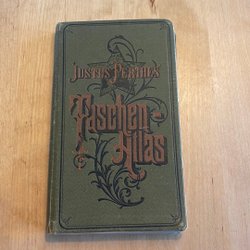 JUSTUS PERTHES'
Taschen-
Atlas